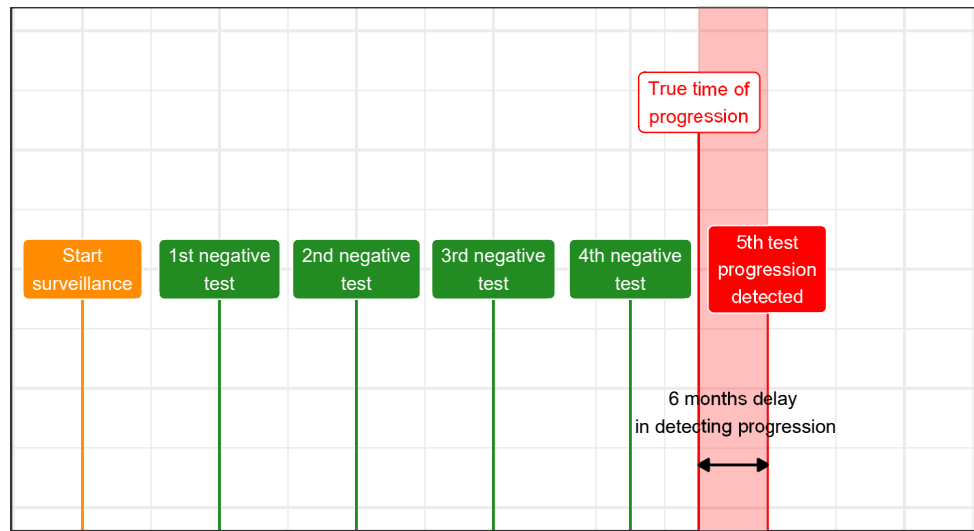 True time of
progression
Start
surveillance
1st negative
test
2nd negative
test
3rd negative
test
4th negative
test
5th test
progression
detected
6 months delay
in detecting progression